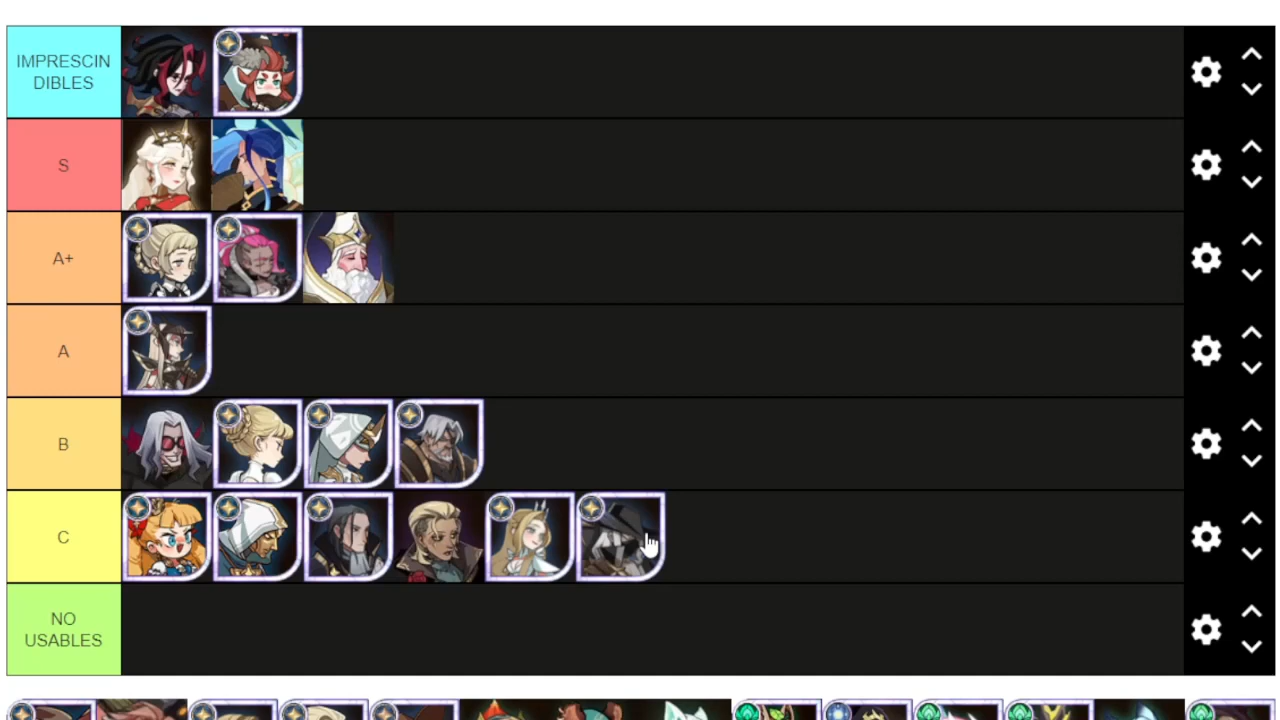 IMPRESCIN
DIBLES
S
A+
A
B
C
NO
USABLES